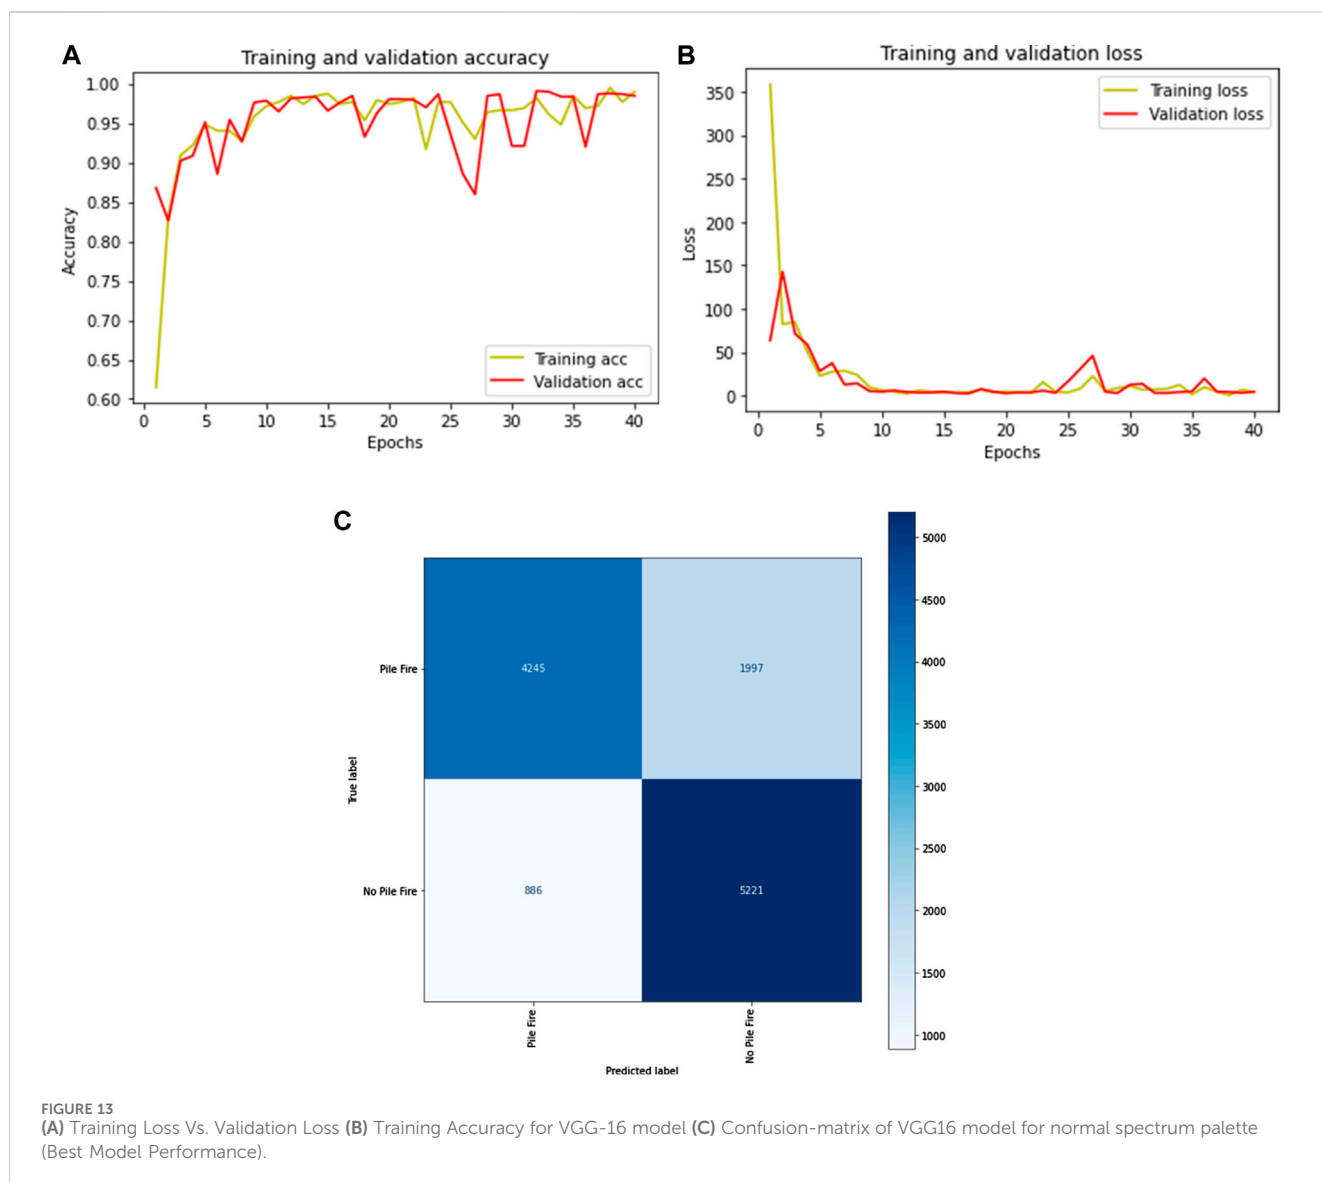 A
Training and validation accuracy
1.00
0.95
0.90
0.85
0.80
0.75
0.70
0.65
0.60
Accuracy
Training acc
Validation acc
0 5 10 15 20 25 30 35 40
Epochs
B
Training and validation loss
350
300
250
200
150
100
50
0
Loss
Training loss
Validation loss
0 5 10 15 20 25 30 35 40
Epochs
C
True label
Pile Fire
4245 1997
No Pile Fire
886 5221
Pile Fire
No Pile Fire
Predicted label
5000
4500
4000
3500
3000
2500
2000
1500
1000
FIGURE 13
(A) Training Loss Vs. Validation Loss (B) Training Accuracy for VGG-16 model (C) Confusion-matrix of VGG16 model for normal spectrum palette
(Best Model Performance).